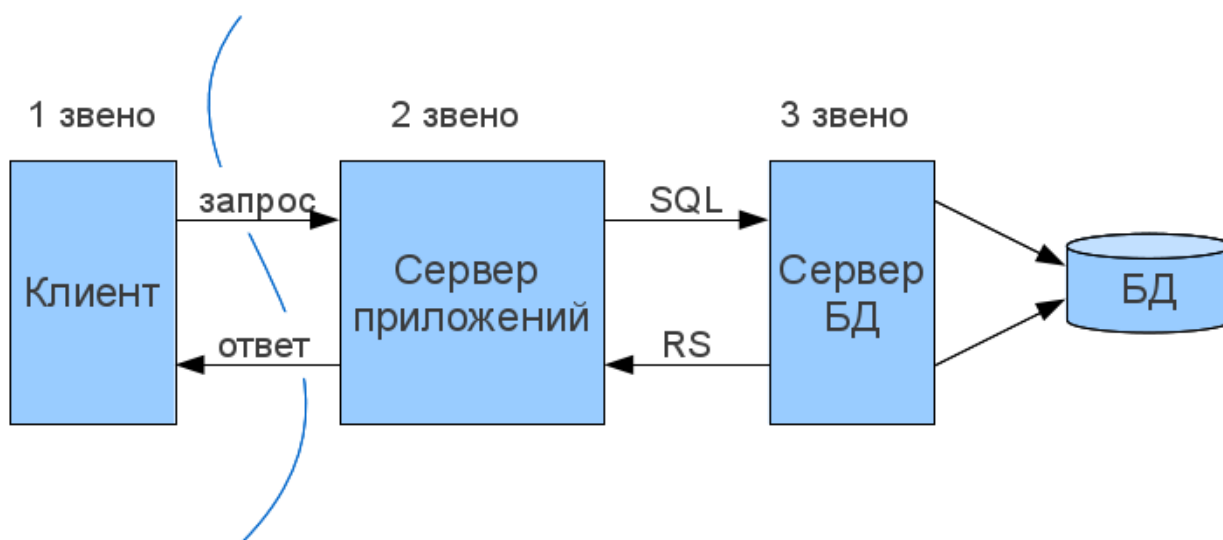 1 звено
2 звено
3 звено
запрос
SQL
Клиент
Сервер
приложений
Сервер
БД
БД
ответ
RS